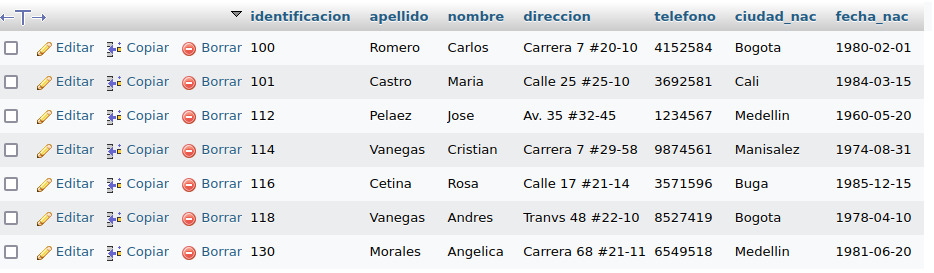 identificacion apellido nombre direccion telefono ciudad_nac fecha_nac
Editar Copiar Borrar 100 Romero Carlos Carrera 7 #20-10 4152584 Bogota 1980-02-01
Editar Copiar Borrar 101 Castro Maria Calle 25 #25-10 3692581 Cali 1984-03-15
Editar Copiar Borrar 112 Pelaez Jose Av. 35 #32-45 1234567 Medellin 1960-05-20
Editar Copiar Borrar 114 Vanegas Cristian Carrera 7 #29-58 9874561 Manisalez 1974-08-31
Editar Copiar Borrar 116 Cetina Rosa Calle 17 #21-14 3571596 Buga 1985-12-15
Editar Copiar Borrar 118 Vanegas Andres Tranvs 48 #22-10 8527419 Bogota 1978-04-10
Editar Copiar Borrar 130 Morales Angelica Carrera 68 #21-11 6549518 Medellin 1981-06-20